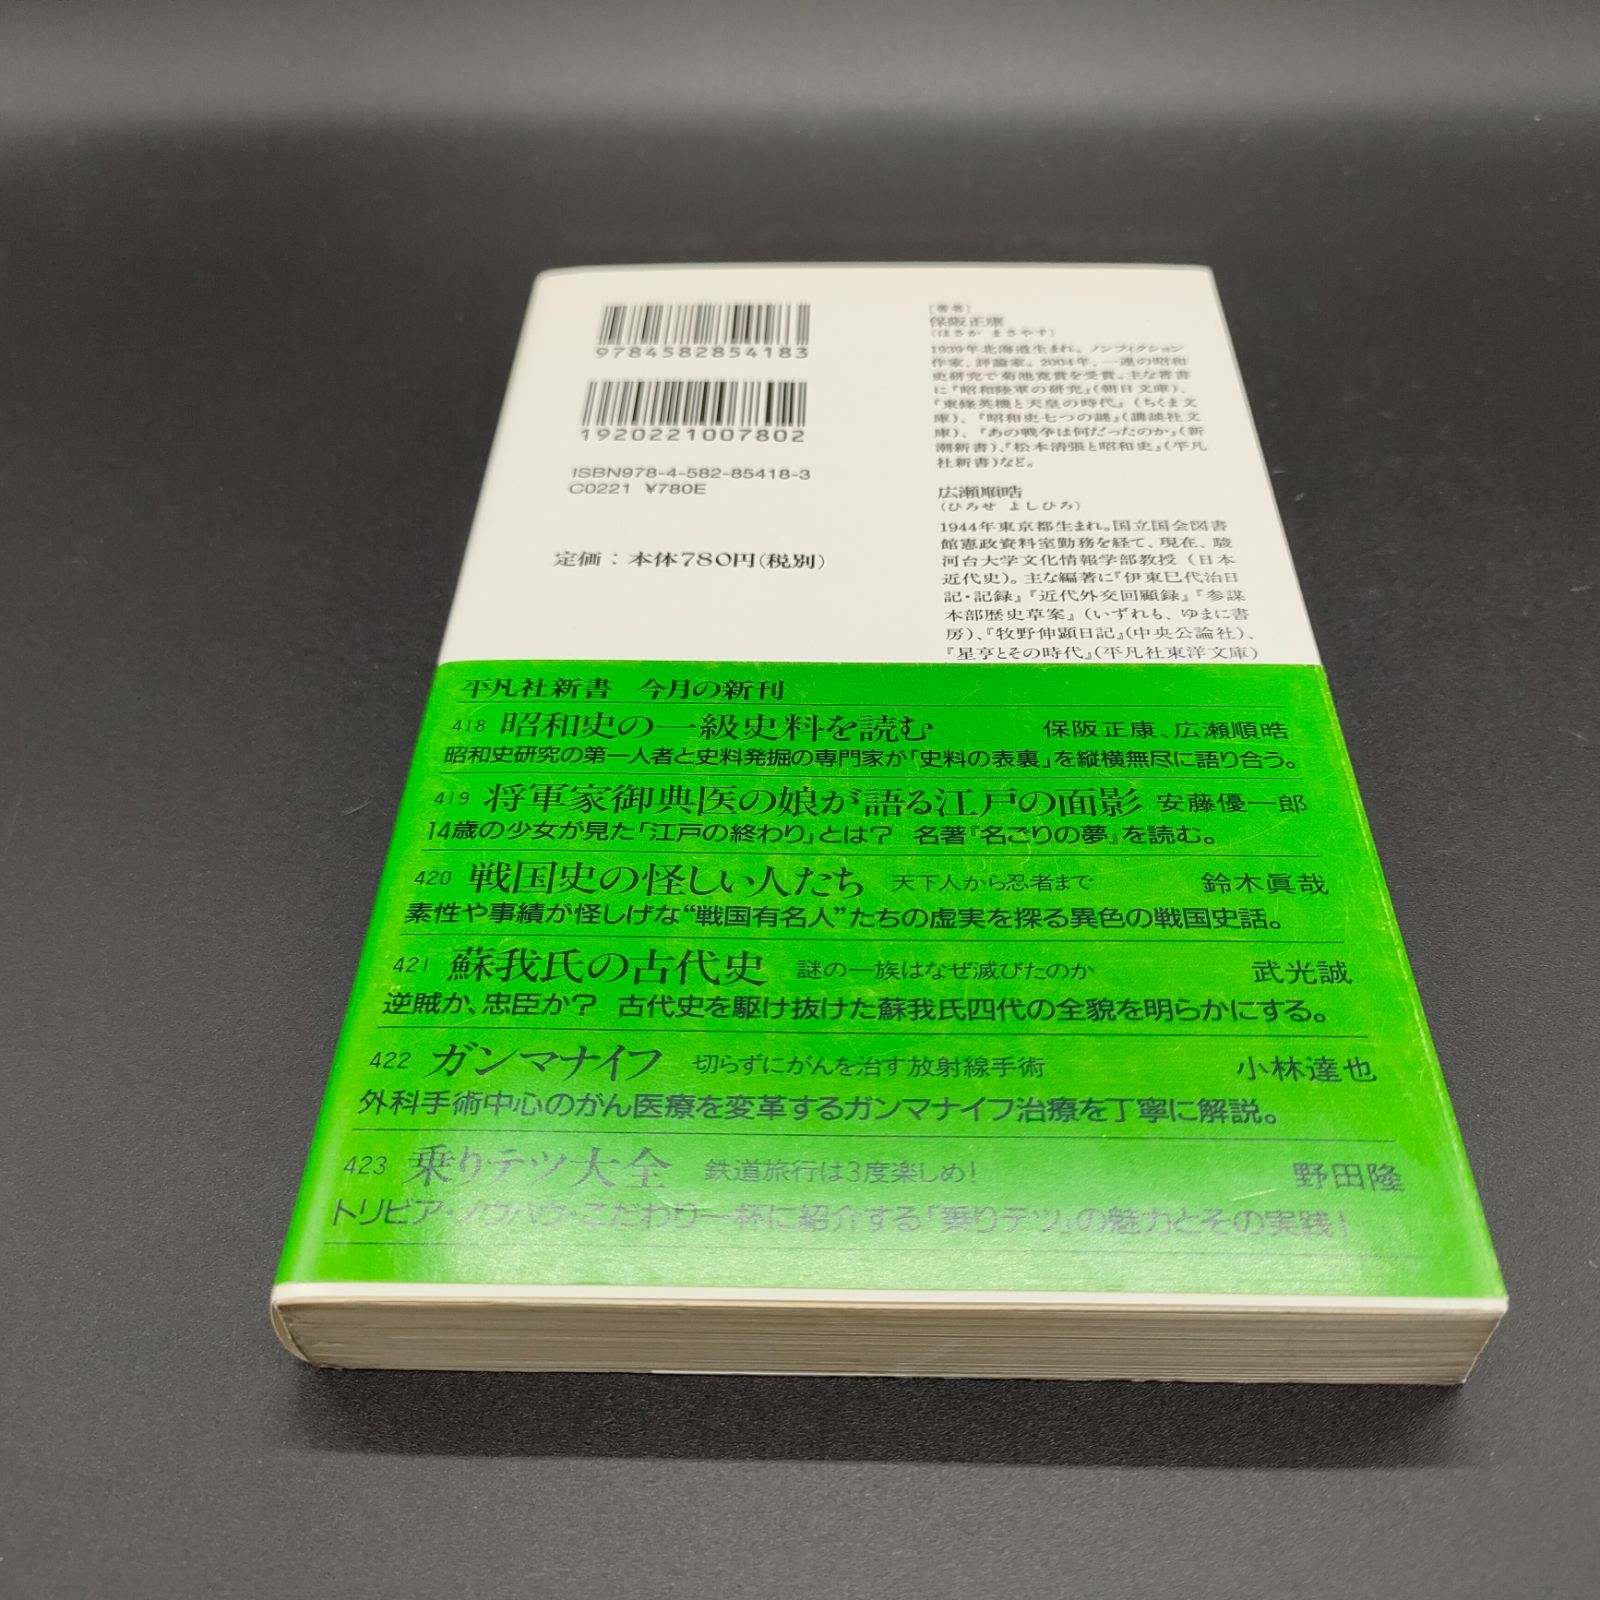 9784582854183
1920221007802
ISBN978-4-582-85418-3
C0221 ¥780E
定価：本体780円(税別)
[著者]
保阪正康
(ほさか まさやす)
1939年北海道生まれ。ノンフィクション
作家、評論家。2004年、一連の昭和
史研究で菊池寛賞を受賞。主な著書
に『昭和陸軍の研究』(朝日文庫)、
『東條英機と天皇の時代』(ちくま文
庫)、『昭和史七つの謎』(講談社文
庫)、『あの戦争は何だったのか』(新
潮新書)、『松本清張と昭和史』(平凡
社新書)など。
広瀬順晧
(ひろせ よしひろ)
1944年東京都生まれ。国立国会図書
館憲政資料室勤務を経て、現在、駿
河台大学文化情報学部教授 (日本
近代史)。主な編著に『伊東巳代治日
記・記録』『近代外交回顧録』『参謀
本部歴史草案』(いずれも、ゆまに書
房)、『牧野伸顕日記』(中央公論社)、
『星亨とその時代』(平凡社東洋文庫)
平凡社新書 今月の新刊
418 昭和史の一級史料を読む 保阪正康、広瀬順晧
昭和史研究の第一人者と史料発掘の専門家が「史料の表裏」を縦横無尽に語り合う。
419 将軍家御典医の娘が語る江戸の面影 安藤優一郎
14歳の少女が見た「江戸の終わり」とは？ 名著『名ごりの夢』を読む。
420 戦国史の怪しい人たち 天下人から忍者まで 鈴木眞哉
素性や事績が怪しげな“戦国有名人”たちの虚実を探る異色の戦国史話。
421 蘇我氏の古代史 謎の一族はなぜ滅びたのか 武光誠
逆賊か、忠臣か？ 古代史を駆け抜けた蘇我氏四代の全貌を明らかにする。
422 ガンマナイフ 切らずにがんを治す放射線手術 小林達也
外科手術中心のがん医療を変革するガンマナイフ治療を丁寧に解説。
423 乗りテツ大全 鉄道旅行は3度楽しめ! 野田隆
トリビア・ノウハウ・こだわり一杯に紹介する「乗りテツ」の魅力とその実践!